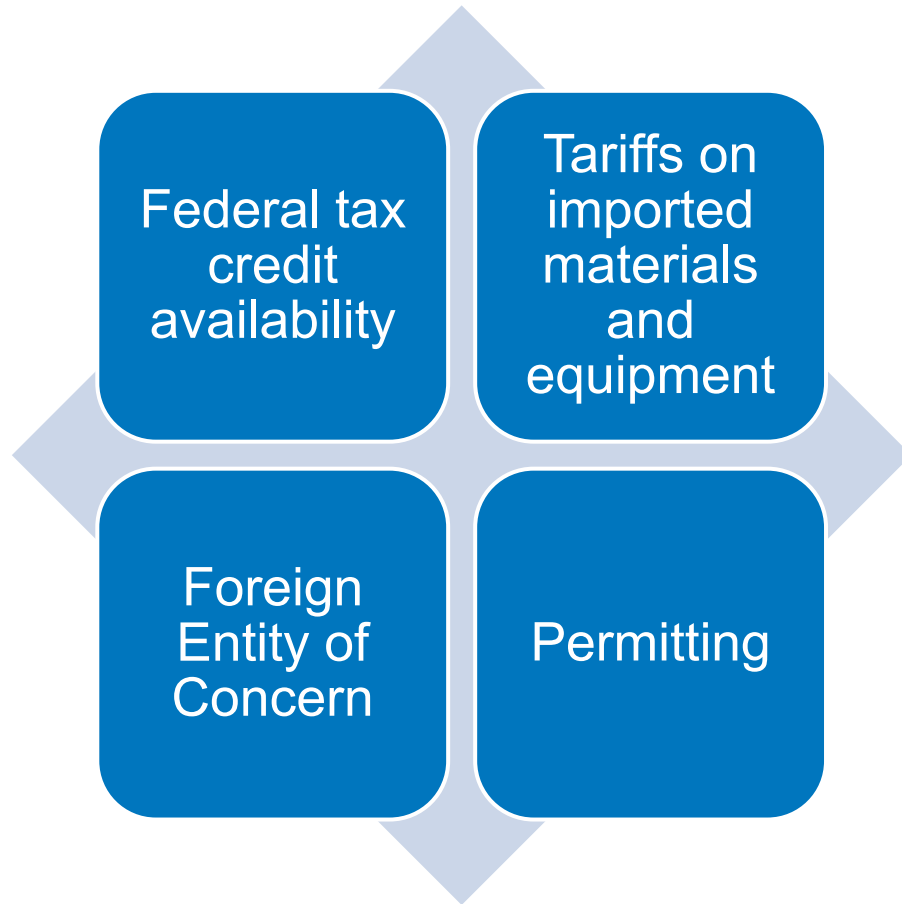 Federal tax
credit
availability
Tariffs on
imported
materials
and
equipment
Foreign
Entity of
Concern
Permitting